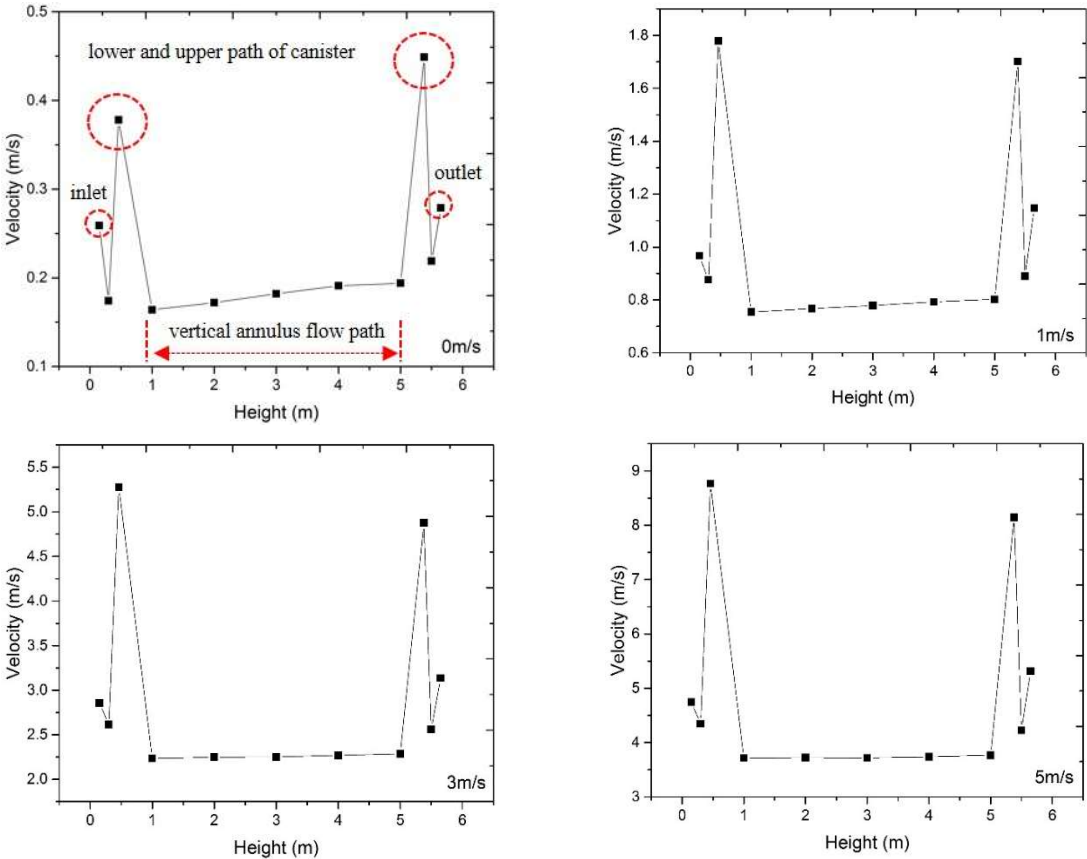 0.5
0.4
0.3
0.2
0.1
Velocity (m/s)
lower and upper path of canister
inlet
outlet
vertical annulus flow path
0m/s
0 1 2 3 4 5 6
Height (m)
1.8
1.6
1.4
1.2
1.0
0.8
0.6
Velocity (m/s)
1m/s
0 1 2 3 4 5 6
Height (m)
5.5
5.0
4.5
4.0
3.5
3.0
2.5
2.0
Velocity (m/s)
3m/s
0 1 2 3 4 5 6
Height (m)
9
8
7
6
5
4
3
Velocity (m/s)
5m/s
0 1 2 3 4 5 6
Height (m)